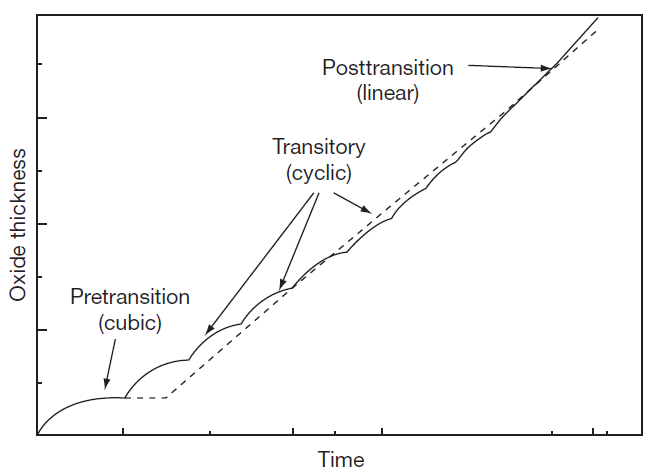 Posttransition
(linear)
Transitory
(cyclic)
Pretransition
(cubic)
Oxide thickness
Time